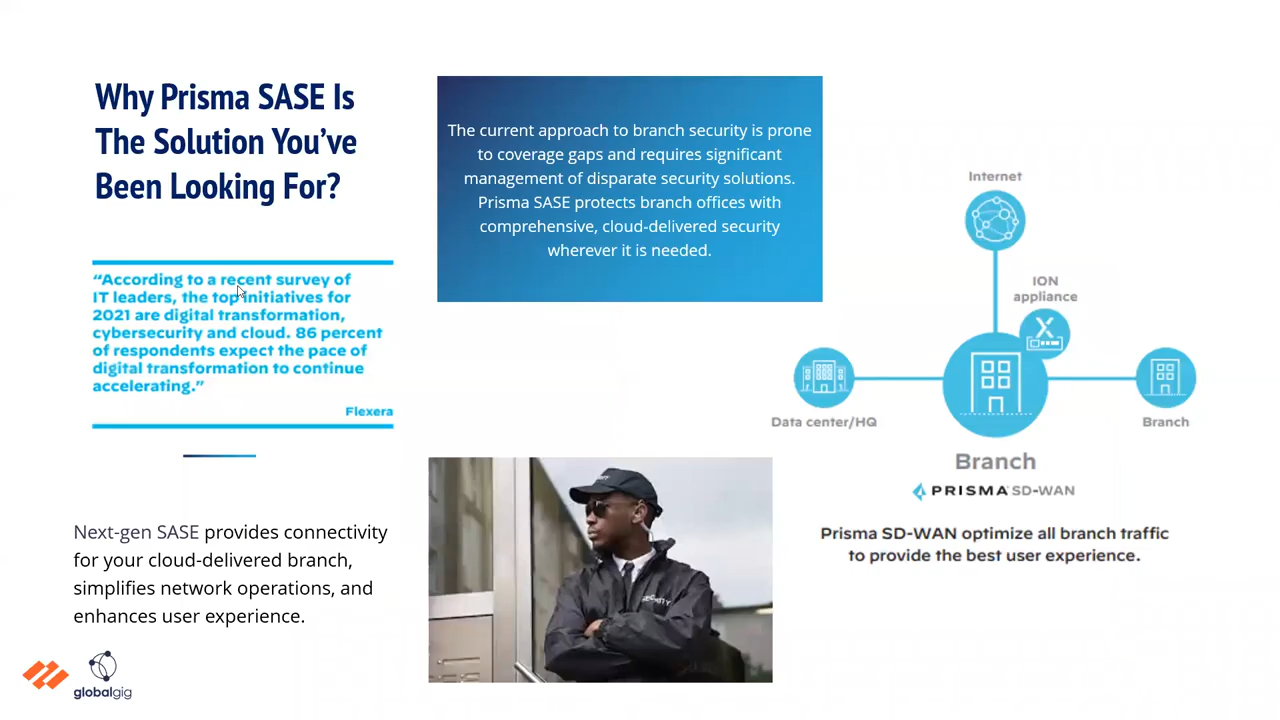 Why Prisma SASE Is
The Solution You've
Been Looking For?
“According to a recent survey of
IT leaders, the top initiatives for
2021 are digital transformation,
cybersecurity and cloud. 86 percent
of respondents expect the pace of
digital transformation to continue
accelerating.”
Flexera
Next-gen SASE provides connectivity
for your cloud-delivered branch,
simplifies network operations, and
enhances user experience.
globalgig
The current approach to branch security is prone
to coverage gaps and requires significant
management of disparate security solutions.
Prisma SASE protects branch offices with
comprehensive, cloud-delivered security
wherever it is needed.
SECURITY
Internet
ION
appliance
Data center/HQ
Branch
Branch
PRISMA SD-WAN
Prisma SD-WAN optimize all branch traffic
to provide the best user experience.